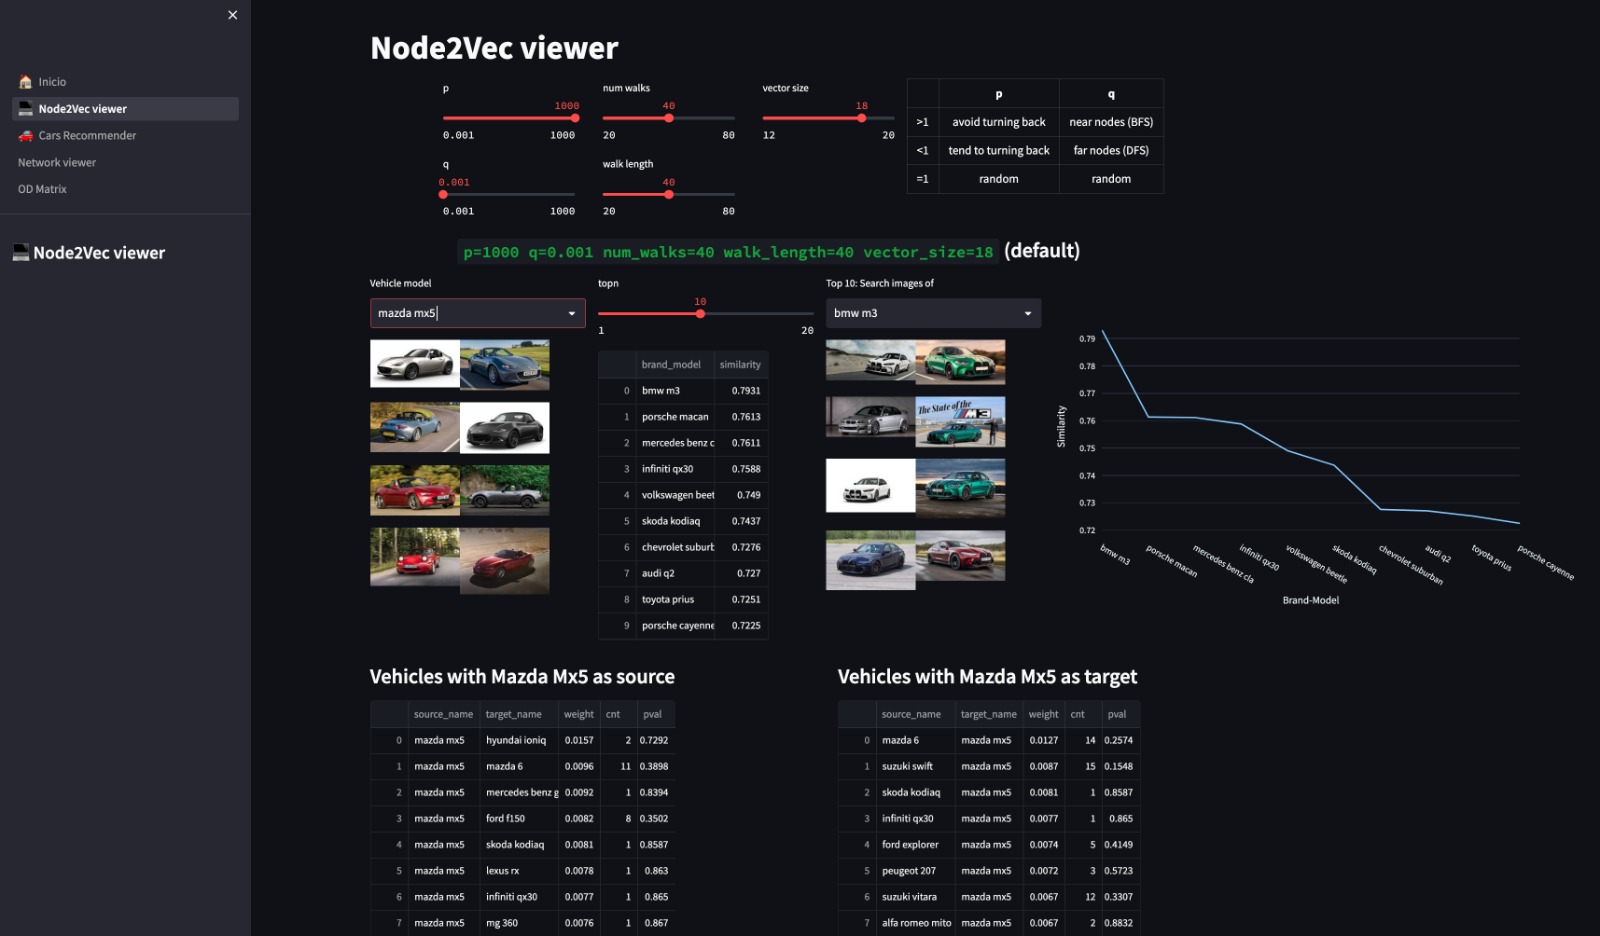 Inicio
Node2Vec viewer
Cars Recommender
Network viewer
OD Matrix
Node2Vec viewer
Node2Vec viewer
p
1000
0.001 1000
num walks
40
20 80
vector size
18
12 20
q
0.001
0.001 1000
walk length
40
20 80
p q
>1 avoid turning back near nodes (BFS)
<1 tend to turning back far nodes (DFS)
=1 random random
p=1000 q=0.001 num_walks=40 walk_length=40 vector_size=18 (default)
Vehicle model
mazda mx5
topn
10
1 20
brand_model similarity
0 bmw m3 0.7931
1 porsche macan 0.7613
2 mercedes benz c 0.7611
3 infiniti qx30 0.7588
4 volkswagen beet 0.749
5 skoda kodiaq 0.7437
6 chevrolet suburb 0.7276
7 audi q2 0.727
8 toyota prius 0.7251
9 porsche cayenne 0.7225
Top 10: Search images of
bmw m3
The State of the
M3
Similarity
0.79
0.78
0.77
0.76
0.75
0.74
0.73
0.72
bmw m3
porsche macan
mercedes benz cla
infiniti qx30
volkswagen beetle
skoda kodiaq
chevrolet suburban
audi q2
toyota prius
porsche cayenne
Brand-Model
Vehicles with Mazda Mx5 as source
source_name target_name weight cnt pval
0 mazda mx5 hyundai ioniq 0.0157 2 0.7292
1 mazda mx5 mazda 6 0.0096 11 0.3898
2 mazda mx5 mercedes benz g 0.0092 1 0.8394
3 mazda mx5 ford f150 0.0082 8 0.3502
4 mazda mx5 skoda kodiaq 0.0081 1 0.8587
5 mazda mx5 lexus rx 0.0078 1 0.863
6 mazda mx5 infiniti qx30 0.0077 1 0.865
7 mazda mx5 mg 360 0.0076 1 0.867
Vehicles with Mazda Mx5 as target
source_name target_name weight cnt pval
0 mazda 6 mazda mx5 0.0127 14 0.2574
1 suzuki swift mazda mx5 0.0087 15 0.1548
2 skoda kodiaq mazda mx5 0.0081 1 0.8587
3 infiniti qx30 mazda mx5 0.0077 1 0.865
4 ford explorer mazda mx5 0.0074 5 0.4149
5 peugeot 207 mazda mx5 0.0072 3 0.5723
6 suzuki vitara mazda mx5 0.0067 12 0.3307
7 alfa romeo mito mazda mx5 0.0067 2 0.8832